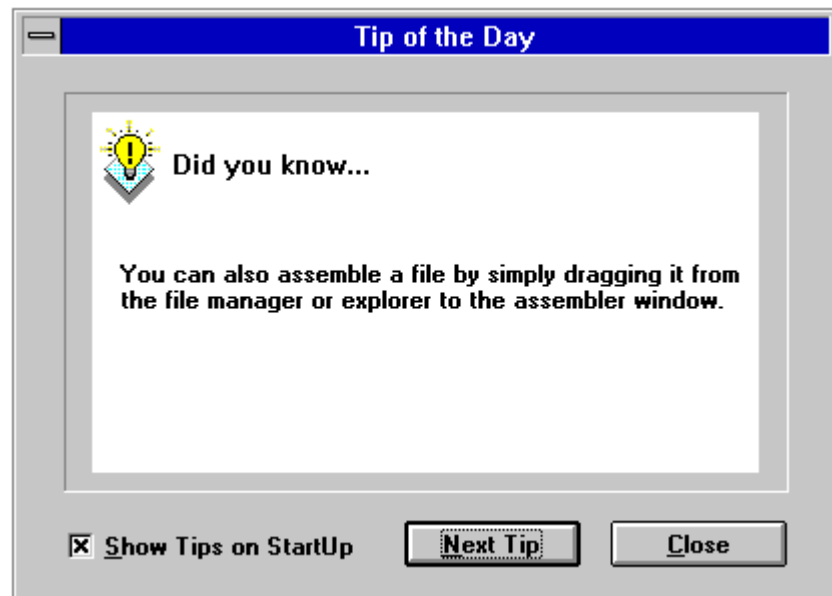 Tip of the Day
Did you know...
You can also assemble a file by simply dragging it from
the file manager or explorer to the assembler window.
Show Tips on StartUp
Next Tip
Close